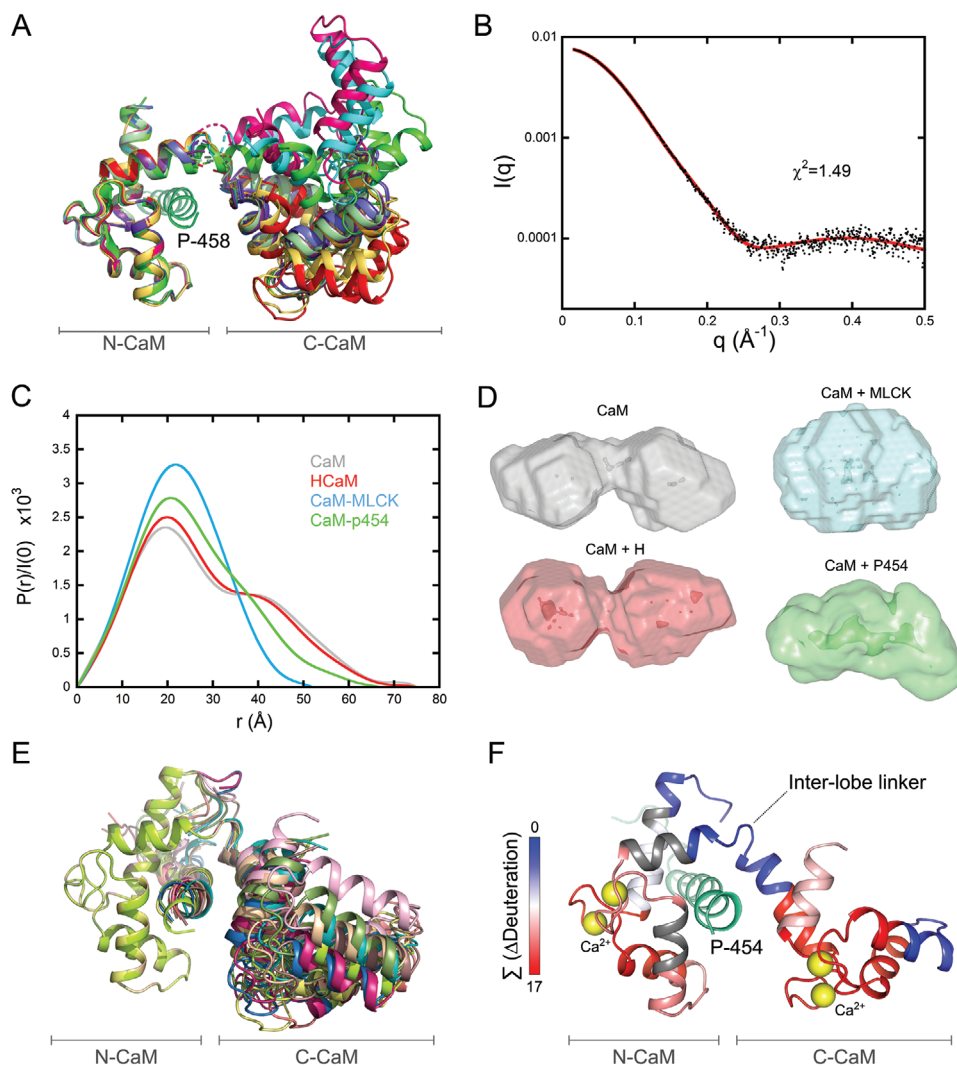 A
P-458
N-CaM
C-CaM
B
0.01
0.001
0.0001
I(q)
χ²=1.49
0
0.1
0.2
0.3
0.4
0.5
q (Å⁻¹)
C
4
3.5
3
2.5
2
1.5
1
0.5
0
P(r)/I(0) x10³
CaM
HCaM
CaM-MLCK
CaM-p454
0
10
20
30
40
50
60
70
80
r (Å)
D
CaM
CaM + MLCK
CaM + H
CaM + P454
E
N-CaM
C-CaM
F
Inter-lobe linker
0
Σ (ΔDeuteration)
17
Ca²⁺
P-454
Ca²⁺
N-CaM
C-CaM